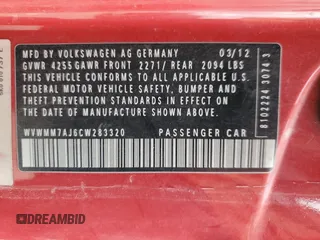 MFD BY VOLKSWAGEN AG GERMANY 03/12
GVWR 4255 GAWR FRONT 2271/ REAR 2094 LBS
THIS VEHICLE CONFORMS TO ALL APPLICABLE U.S.
FEDERAL MOTOR VEHICLE SAFETY, BUMPER AND
THEFT PREVENTION STANDARDS IN EFFECT ON THE
DATE OF MANUFACTURE SHOWN ABOVE.
WVWMM7AJ6CW283320 PASSENGER CAR
8102224 30743
DREAMBID